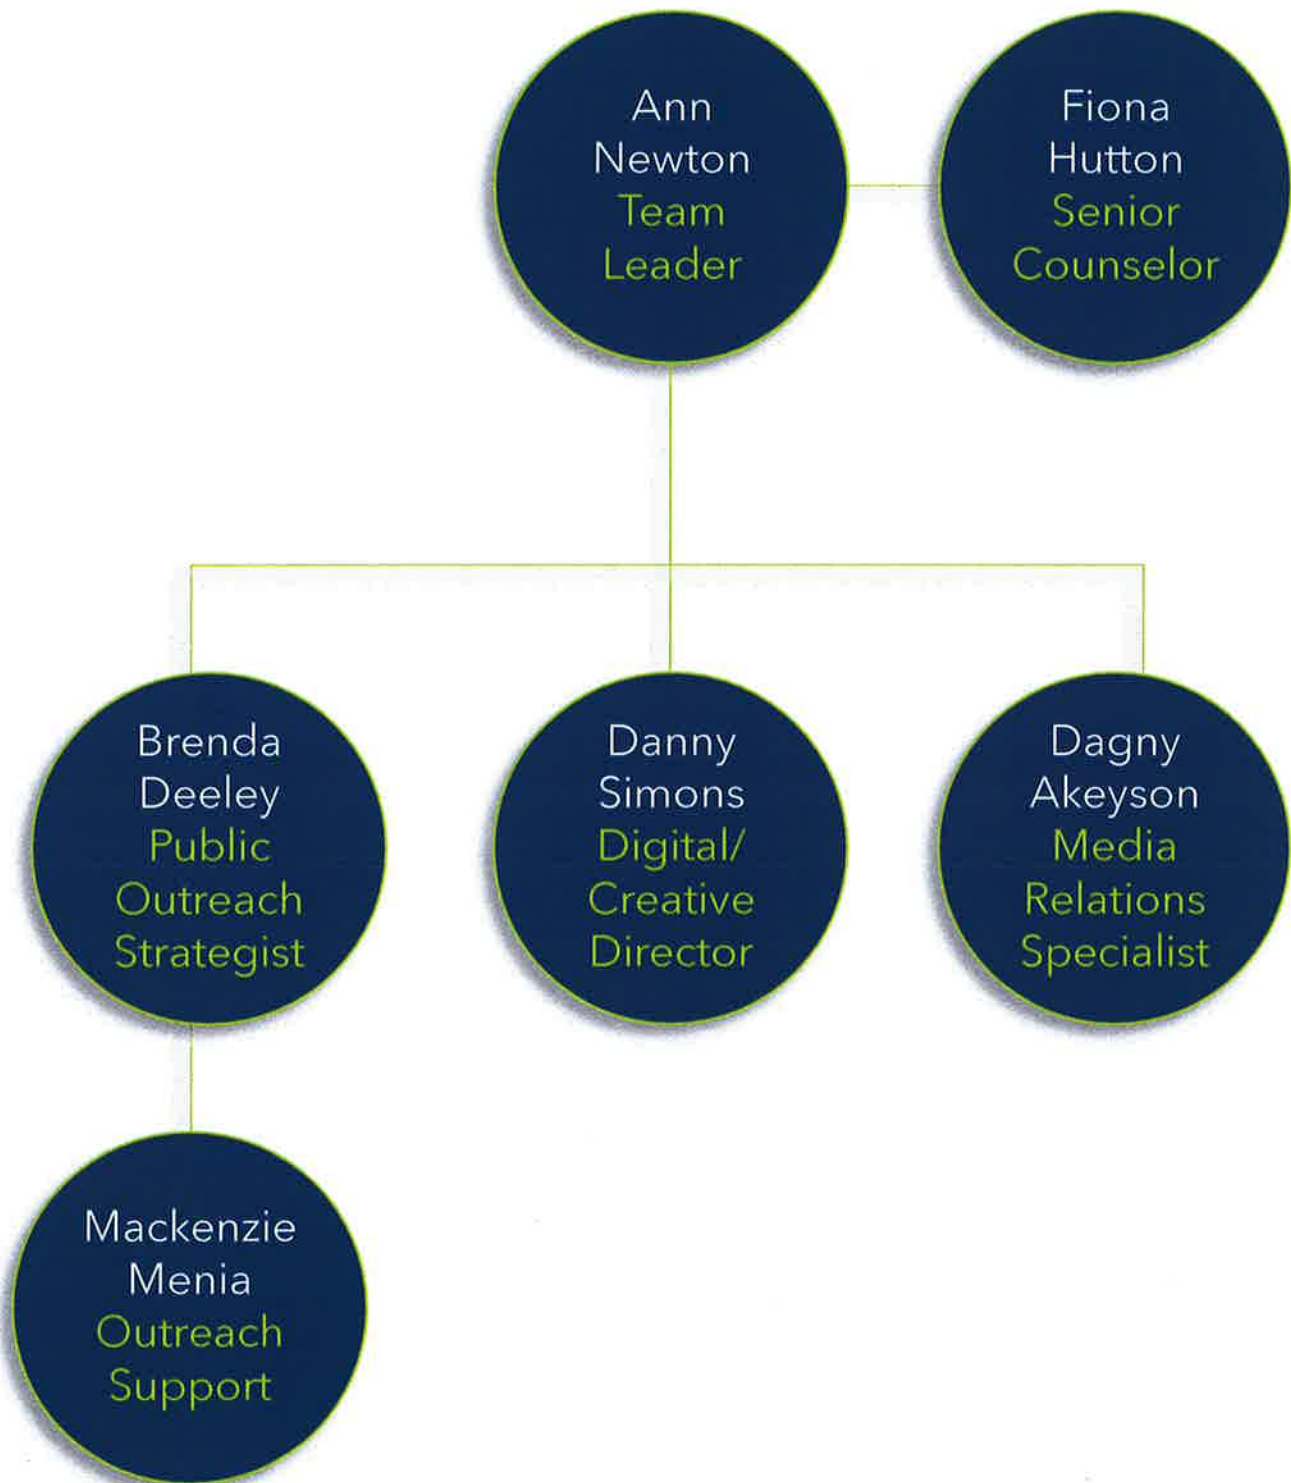 Ann
Newton
Team
Leader
Fiona
Hutton
Senior
Counselor
Brenda
Deeley
Public
Outreach
Strategist
Danny
Simons
Digital/
Creative
Director
Dagny
Akeyson
Media
Relations
Specialist
Mackenzie
Menia
Outreach
Support